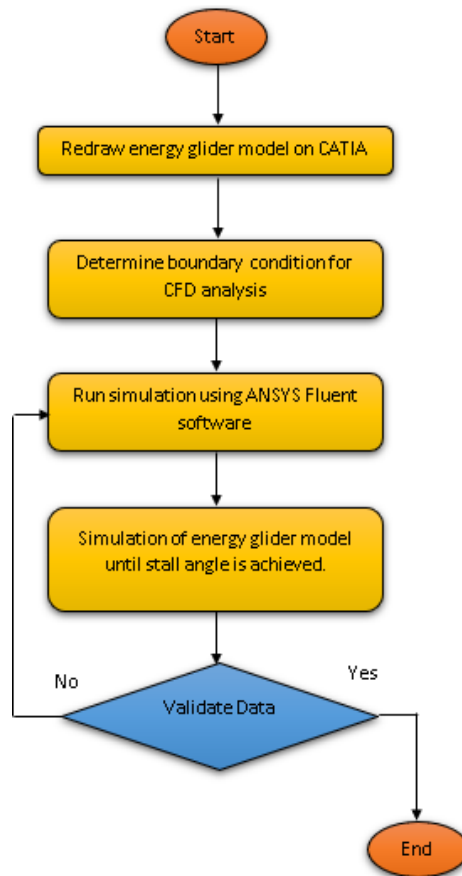 Start
Redraw energy glider model on CATIA
Determine boundary condition for
CFD analysis
Run simulation using ANSYS Fluent
software
Simulation of energy glider model
until stall angle is achieved.
No
Yes
Validate Data
End